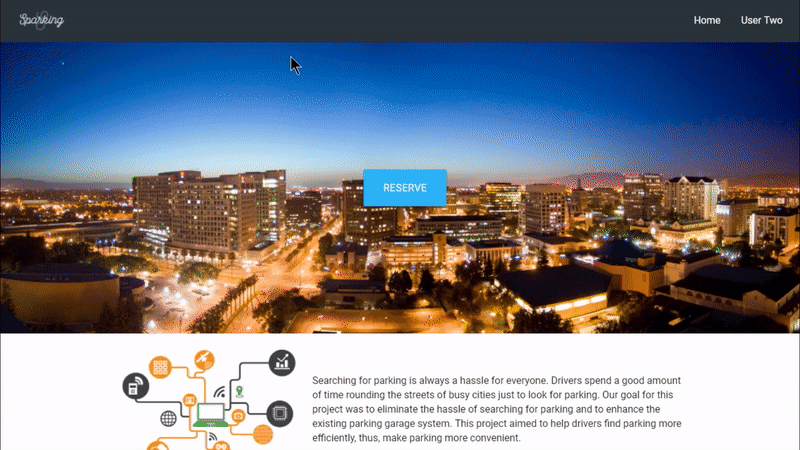 Sparking
Home
User Two
RESERVE
Searching for parking is always a hassle for everyone. Drivers spend a good amount
of time rounding the streets of busy cities just to look for parking. Our goal for this
project was to eliminate the hassle of searching for parking and to enhance the
existing parking garage system. This project aimed to help drivers find parking more
efficiently, thus, make parking more convenient.